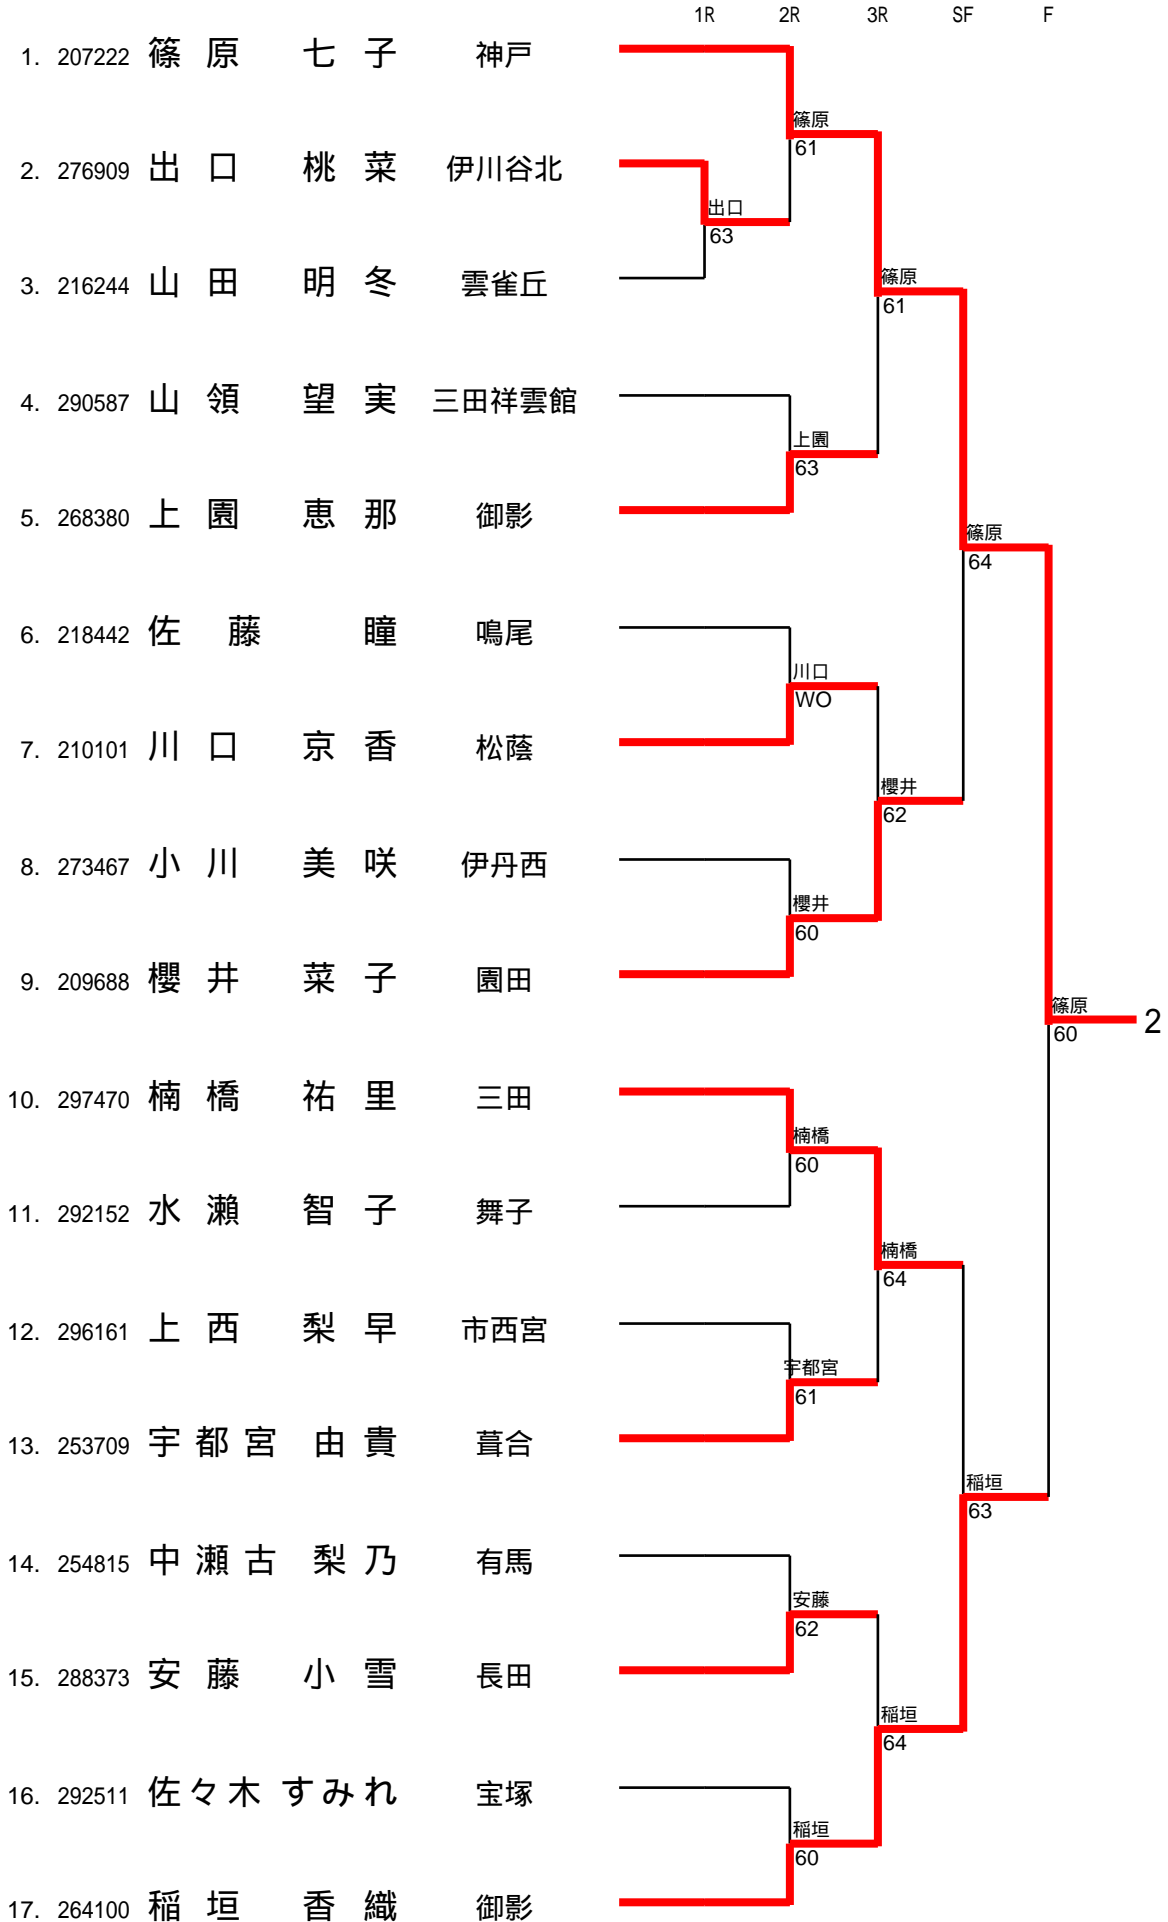 1R 2R 3R SF F
1. 207222 篠原 七子 神戸
篠原
61
2. 276909 出口 桃菜 伊川谷北
出口
63
3. 216244 山田 明冬 雲雀丘
篠原
61
4. 290587 山領 望実 三田祥雲館
上園
63
5. 268380 上園 恵那 御影
篠原
64
6. 218442 佐藤 瞳 鳴尾
川口
WO
7. 210101 川口 京香 松蔭
櫻井
62
8. 273467 小川 美咲 伊丹西
櫻井
60
9. 209688 櫻井 菜子 園田
篠原
60
2
10. 297470 楠橋 祐里 三田
楠橋
60
11. 292152 水瀬 智子 舞子
楠橋
64
12. 296161 上西 梨早 市西宮
宇都宮
61
13. 253709 宇都宮 由貴 葺合
稲垣
63
14. 254815 中瀬古 梨乃 有馬
安藤
62
15. 288373 安藤 小雪 長田
稲垣
64
16. 292511 佐々木 すみれ 宝塚
稲垣
60
17. 264100 稲垣 香織 御影